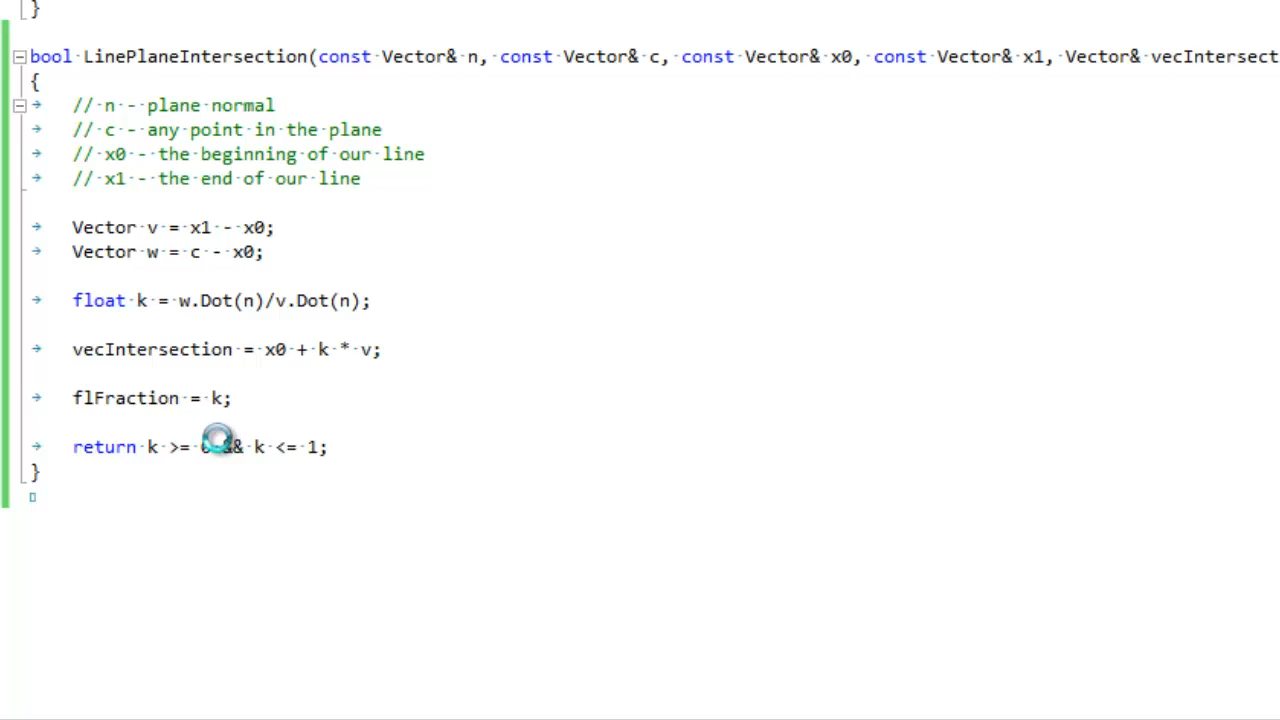 }
bool LinePlaneIntersection(const Vector& n, const Vector& c, const Vector& x0, const Vector& x1, Vector& vecIntersect
{
// n - plane normal
// c - any point in the plane
// x0 - the beginning of our line
// x1 - the end of our line
Vector v = x1 - x0;
Vector w = c - x0;
float k = w.Dot(n)/v.Dot(n);
vecIntersection = x0 + k * v;
flFraction = k;
return k >= && k <= 1;
}